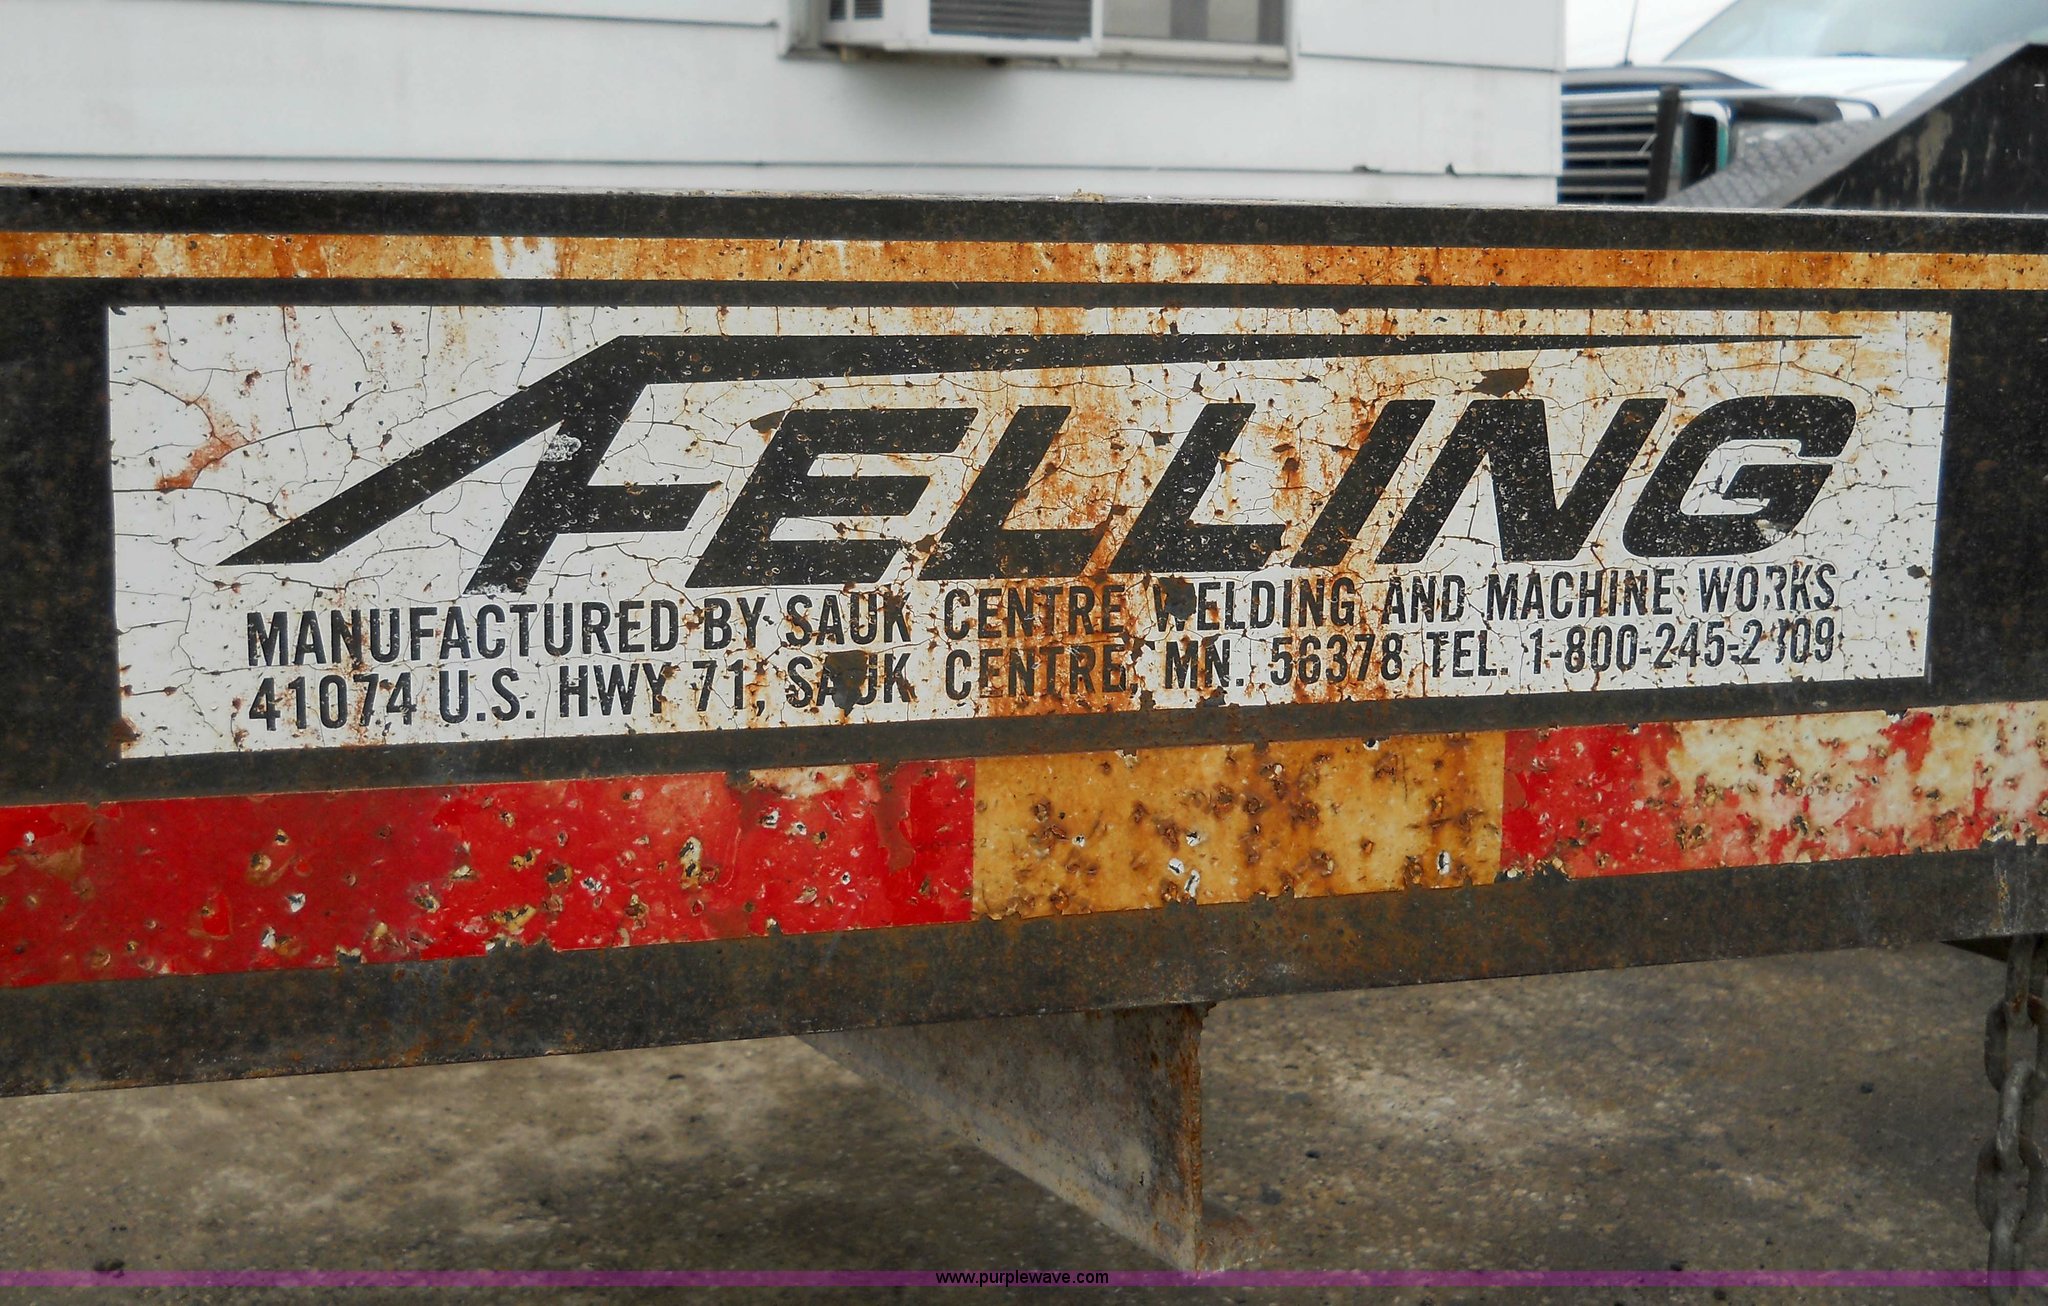 FELLING
MANUFACTURED BY SAUK CENTRE WELDING AND MACHINE WORKS
41074 U.S. HWY 71, SAUK CENTRE, MN. 56378 TEL. 1-800-245-2809
www.purplewave.com